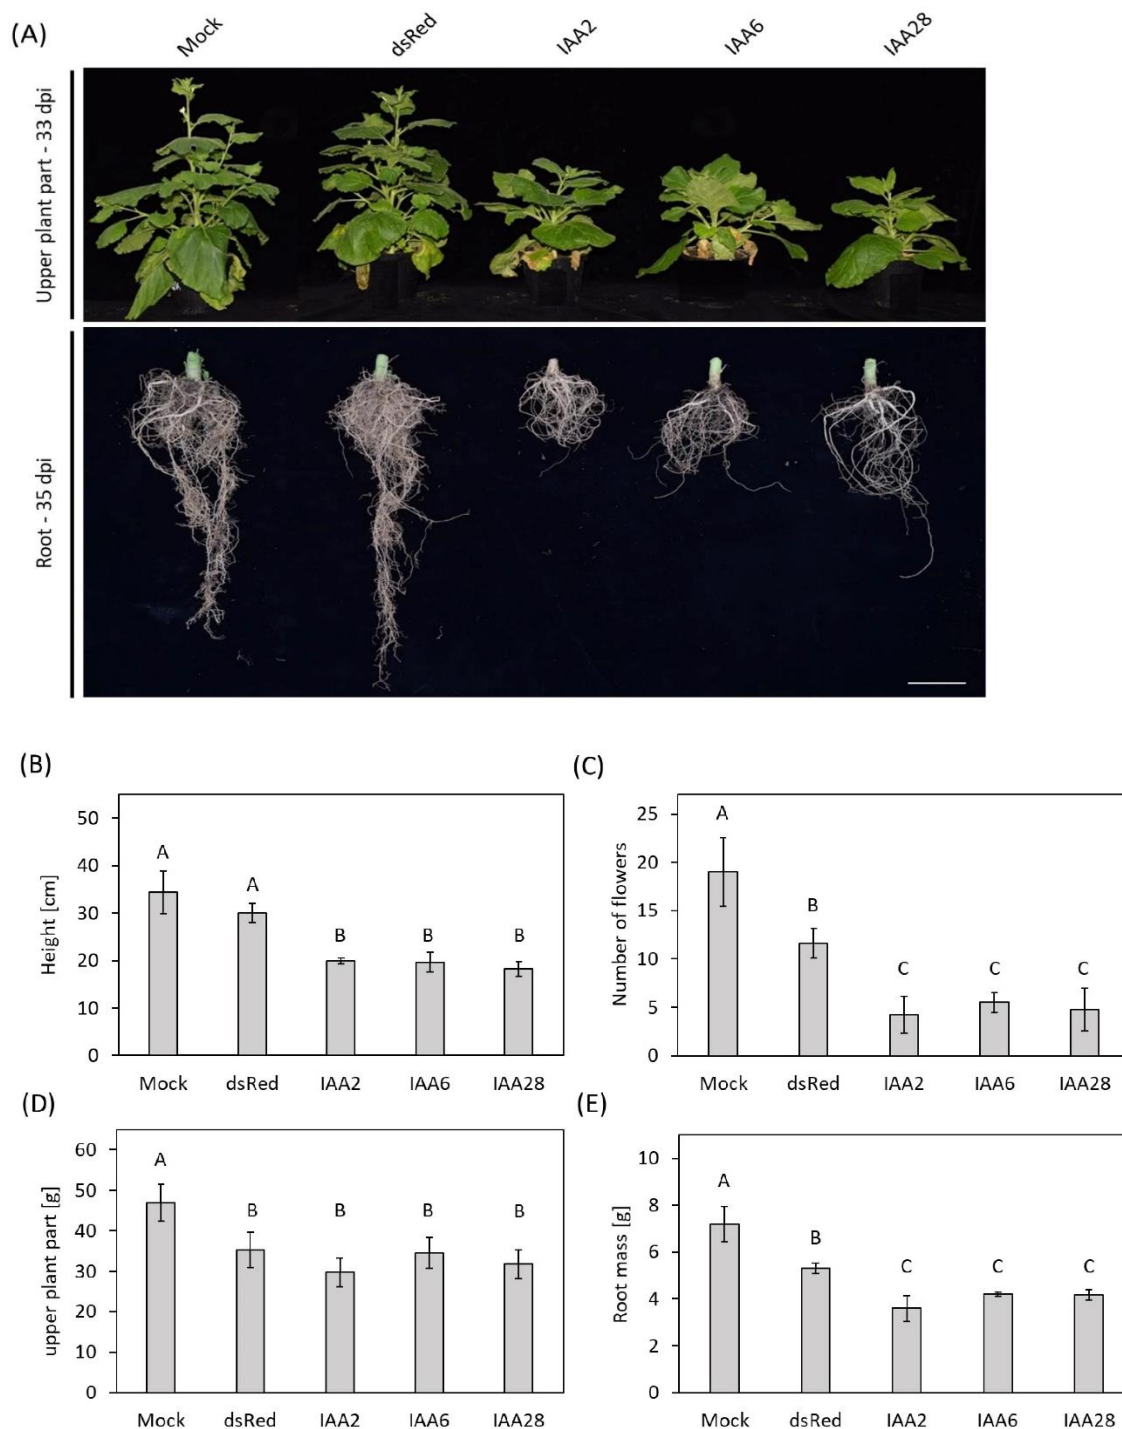 (A)
Mock dsRed IAA2 IAA6 IAA28
Upper plant part - 33 dpi
Root - 35 dpi
(B)
Height [cm]
50
40
30
20
10
0
A A B B B
Mock dsRed IAA2 IAA6 IAA28
(C)
Number of flowers
25
20
15
10
5
0
A B C C C
Mock dsRed IAA2 IAA6 IAA28
(D)
upper plant part [g]
60
50
40
30
20
10
0
A B B B B
Mock dsRed IAA2 IAA6 IAA28
(E)
Root mass [g]
10
8
6
4
2
0
A B C C C
Mock dsRed IAA2 IAA6 IAA28